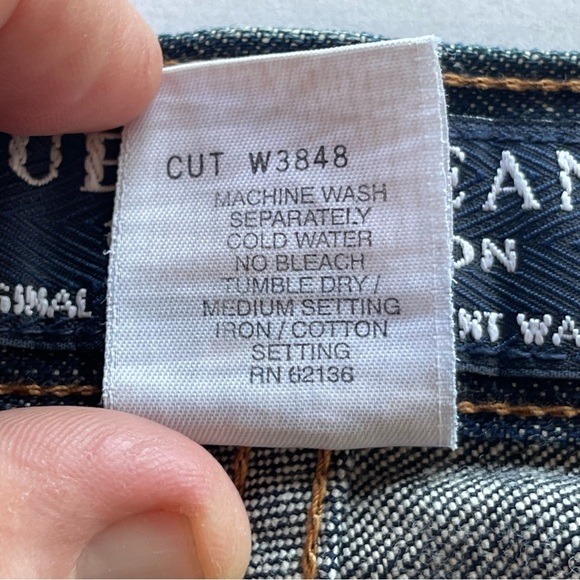 CUT W3848
MACHINE WASH
SEPARATELY
COLD WATER
NO BLEACH
TUMBLE DRY /
MEDIUM SETTING
IRON / COTTON
SETTING
RN 62136